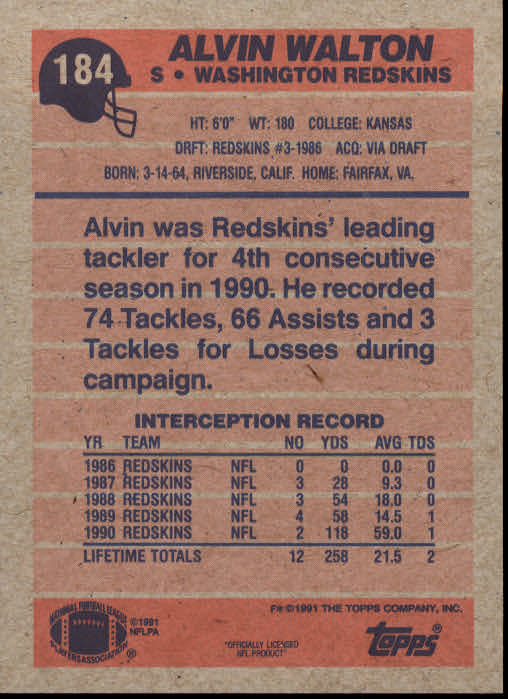 184
ALVIN WALTON
S • WASHINGTON REDSKINS
HT: 6'0" WT: 180 COLLEGE: KANSAS
DRFT: REDSKINS #3-1986 ACQ: VIA DRAFT
BORN: 3-14-64, RIVERSIDE, CALIF. HOME: FAIRFAX, VA.
Alvin was Redskins' leading
tackler for 4th consecutive
season in 1990. He recorded
74 Tackles, 66 Assists and 3
Tackles for Losses during
campaign.
INTERCEPTION RECORD
YR TEAM NO YDS AVG TDS
1986 REDSKINS NFL 0 0 0.0 0
1987 REDSKINS NFL 3 28 9.3 0
1988 REDSKINS NFL 3 54 18.0 0
1989 REDSKINS NFL 4 58 14.5 1
1990 REDSKINS NFL 2 118 59.0 1
LIFETIME TOTALS 12 258 21.5 2
F* © 1991 THE TOPPS COMPANY, INC.
NATIONAL FOOTBALL LEAGUE
PLAYERS ASSOCIATION ®
© 1991
NFLPA
"OFFICIALLY LICENSED
NFL PRODUCT"
topps ®